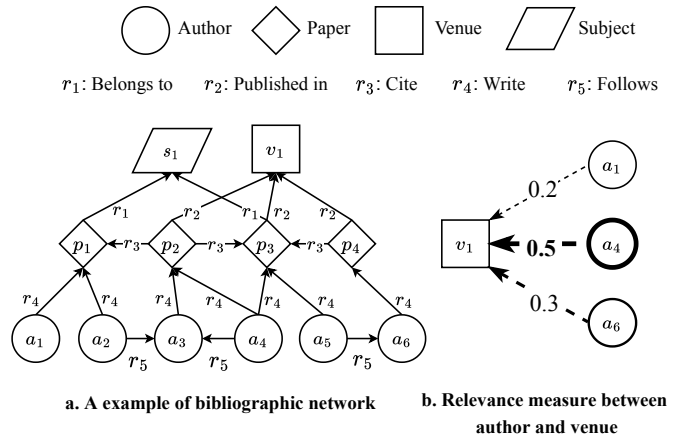 Author Paper Venue Subject
r₁: Belongs to r₂: Published in r₃: Cite r₄: Write r₅: Follows
s₁ v₁
r₁ r₂ r₁ r₂ r₂
p₁ r₃ p₂ r₃ p₃ r₃ p₄
r₄ r₄ r₄ r₄ r₄ r₄ r₄
a₁ a₂ a₃ a₄ a₅ a₆
r₅ r₅ r₅
a. A example of bibliographic network
a₁
0.2
v₁ 0.5 a₄
0.3
a₆
b. Relevance measure between
author and venue